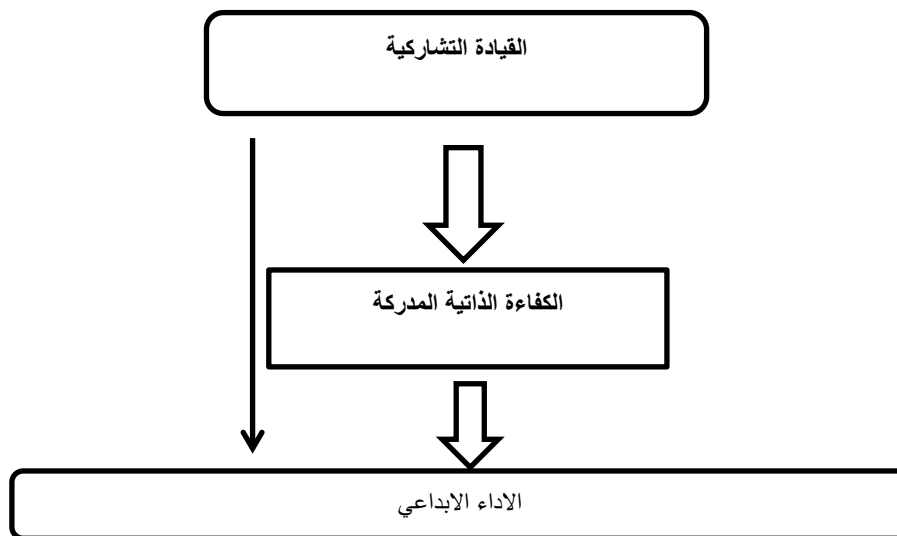 القيادة التشاركية
الكفاءة الذاتية المدركة
الاداء الابداعي